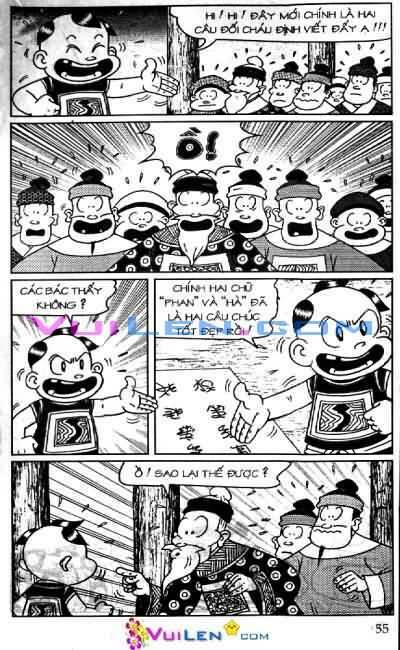 HI! HI! ĐÂY MỚI CHÍNH LÀ HAI
CÂU ĐỐI CHÁU ĐỊNH VIẾT ĐẤY Ạ!!!
Ồ!
CÁC BÁC THẤY
KHÔNG?
CHÍNH HAI CHỮ
"PHAN" VÀ "HÀ" ĐÃ
LÀ HAI CÂU CHÚC
TỐT ĐẸP RỒI!
VUILEN.COM
Ồ! SAO LẠI THẾ ĐƯỢC?
55
VUILEN.COM